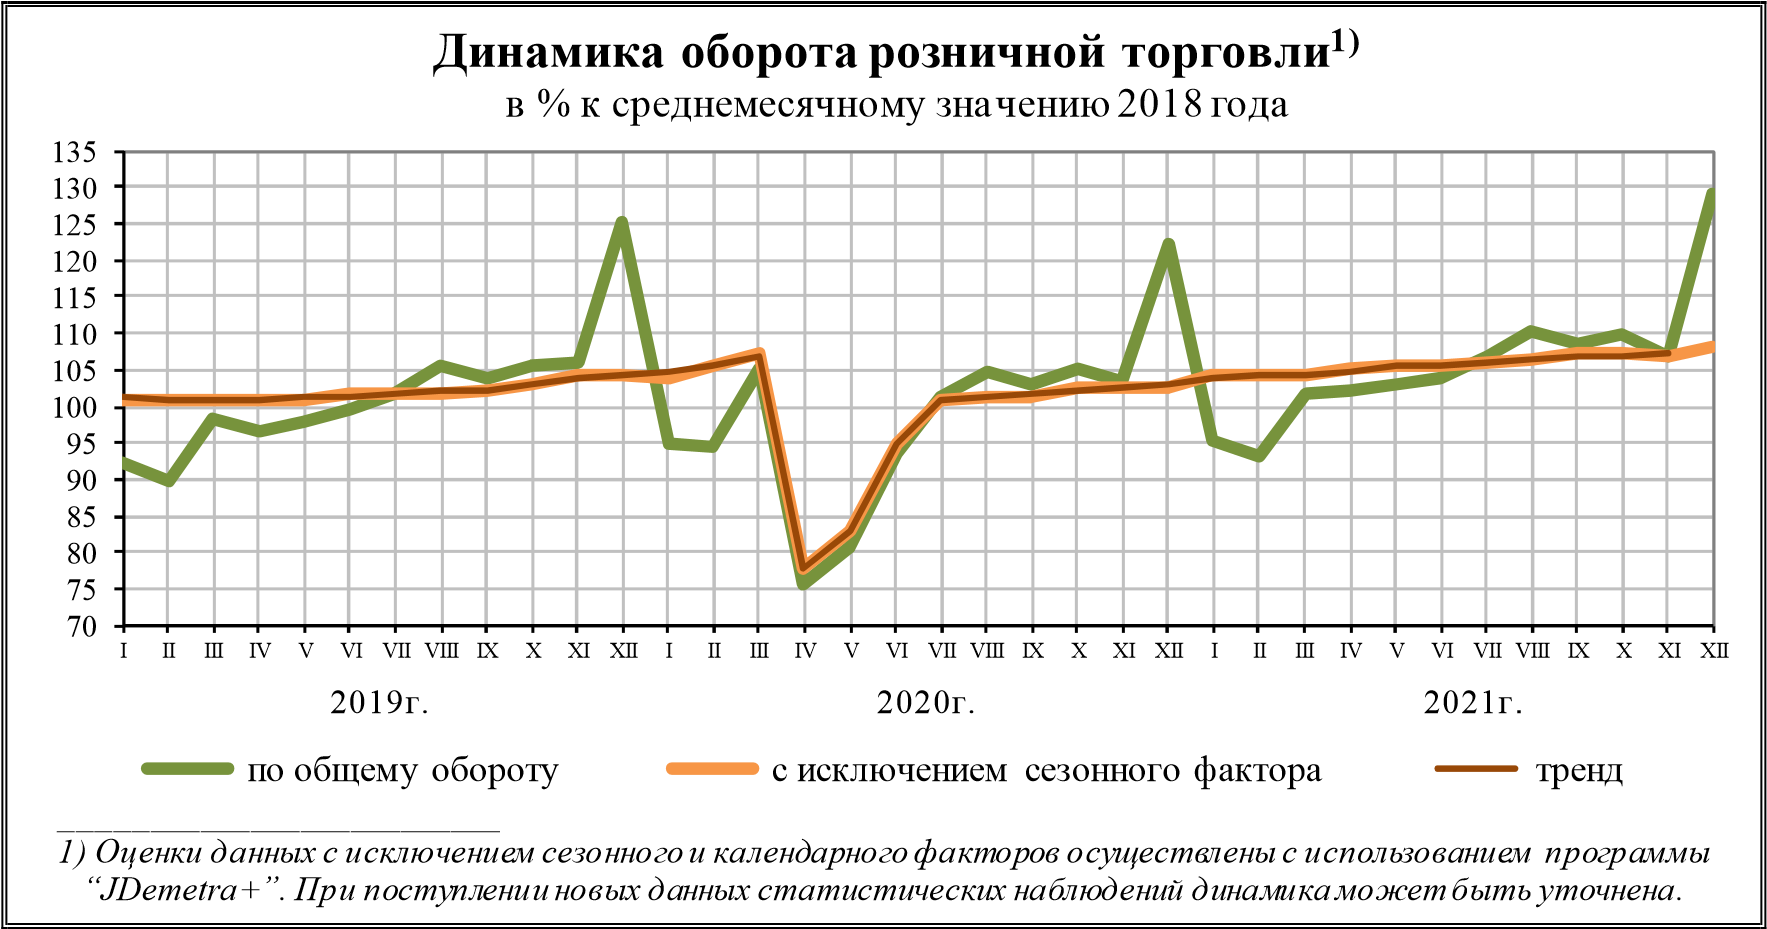 Динамика оборота розничной торговли1)
в % к среднемесячному значению 2018 года
135
130
125
120
115
110
105
100
95
90
85
80
75
70
I II III IV V VI VII VIII IX X XI XII I II III IV V VI VII VIII IX X XI XII I II III IV V VI VII VIII IX X XI XII
2019г. 2020г. 2021г.
по общему обороту с исключением сезонного фактора тренд
1) Оценки данных с исключением сезонного и календарного факторов осуществлены с использованием программы
“JDemetra+”. При поступлении новых данных статистических наблюдений динамика может быть уточнена.